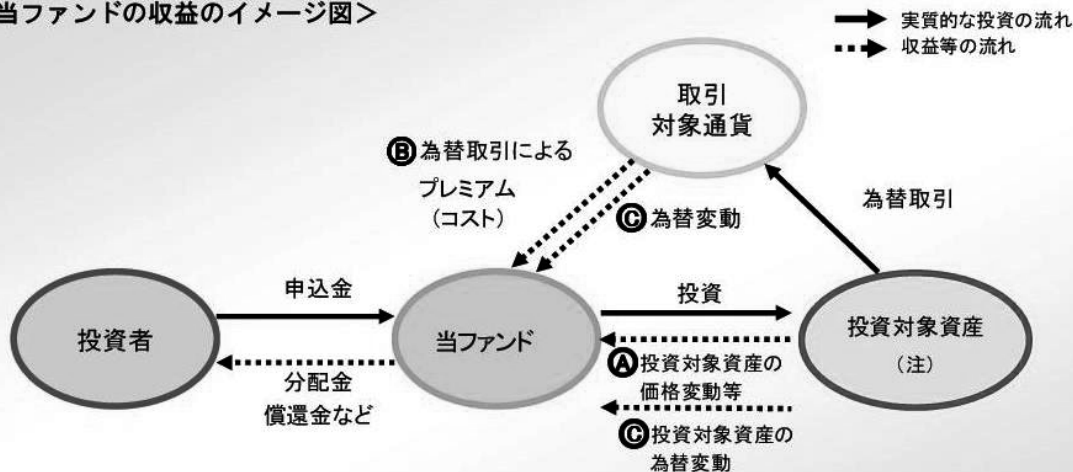 当ファンドの収益のイメージ図＞
実質的な投資の流れ
収益等の流れ
取引
対象通貨
Ⓑ為替取引による
プレミアム
（コスト）
Ⓒ為替変動
為替取引
投資者
申込金
分配金
償還金など
当ファンド
投資
Ⓐ投資対象資産の
価格変動等
Ⓒ投資対象資産の
為替変動
投資対象資産
（注）